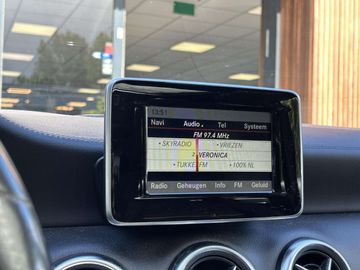 13:51
Navi Audio Tel Systeem
FM 97.4 MHz
SKYRADIO VRIJZEN
2 VERONICA
TUKKE FM 100% NL
Radio Geheugen Info FM Geluid